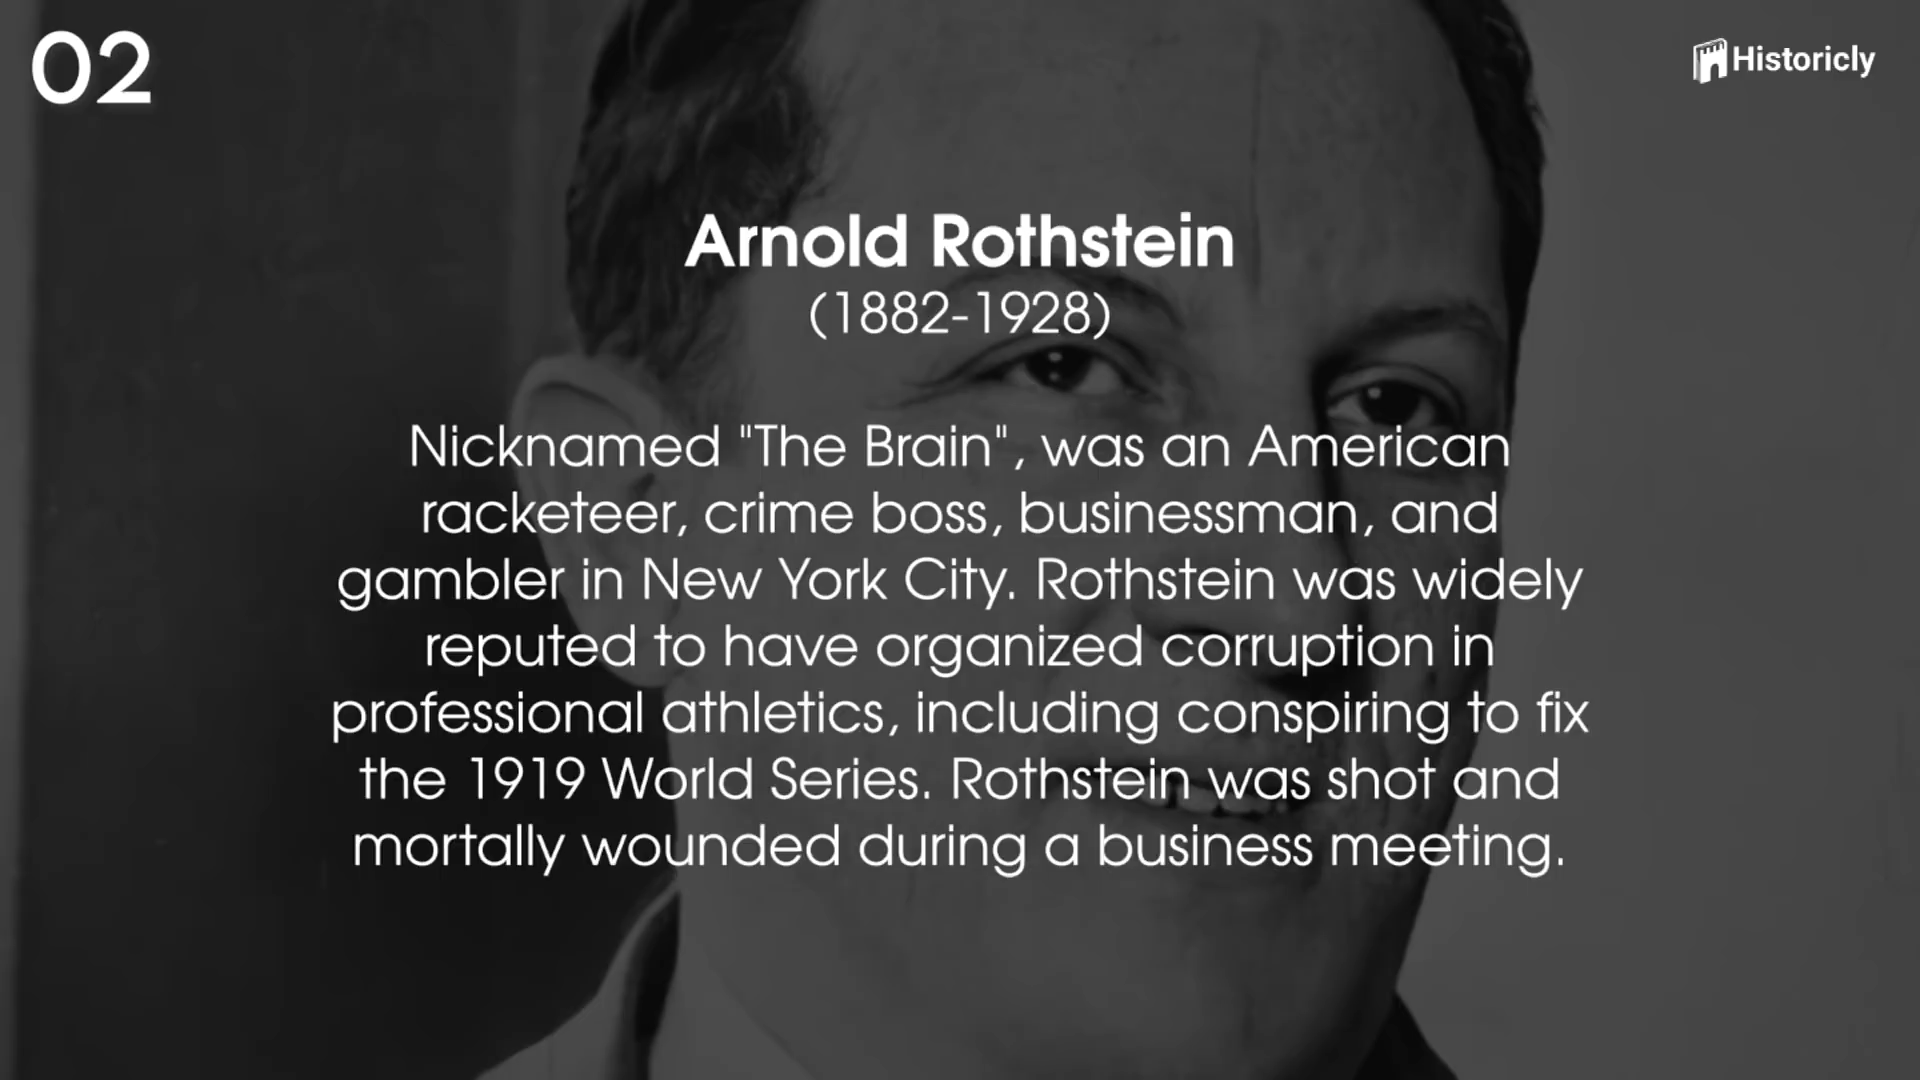 02
Historicly
Arnold Rothstein
(1882-1928)
Nicknamed "The Brain", was an American
racketeer, crime boss, businessman, and
gambler in New York City. Rothstein was widely
reputed to have organized corruption in
professional athletics, including conspiring to fix
the 1919 World Series. Rothstein was shot and
mortally wounded during a business meeting.